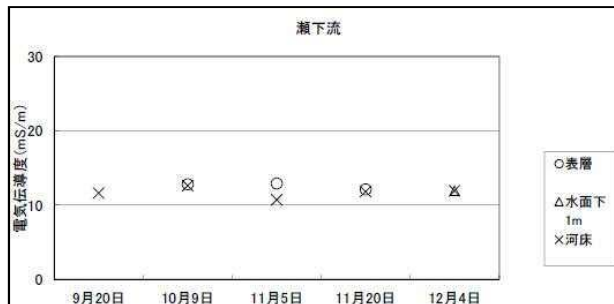 瀬下流
電気伝導度(mS/m)
30
20
10
0
9月20日 10月9日 11月5日 11月20日 12月4日
○表層
△水面下
1m
×河床